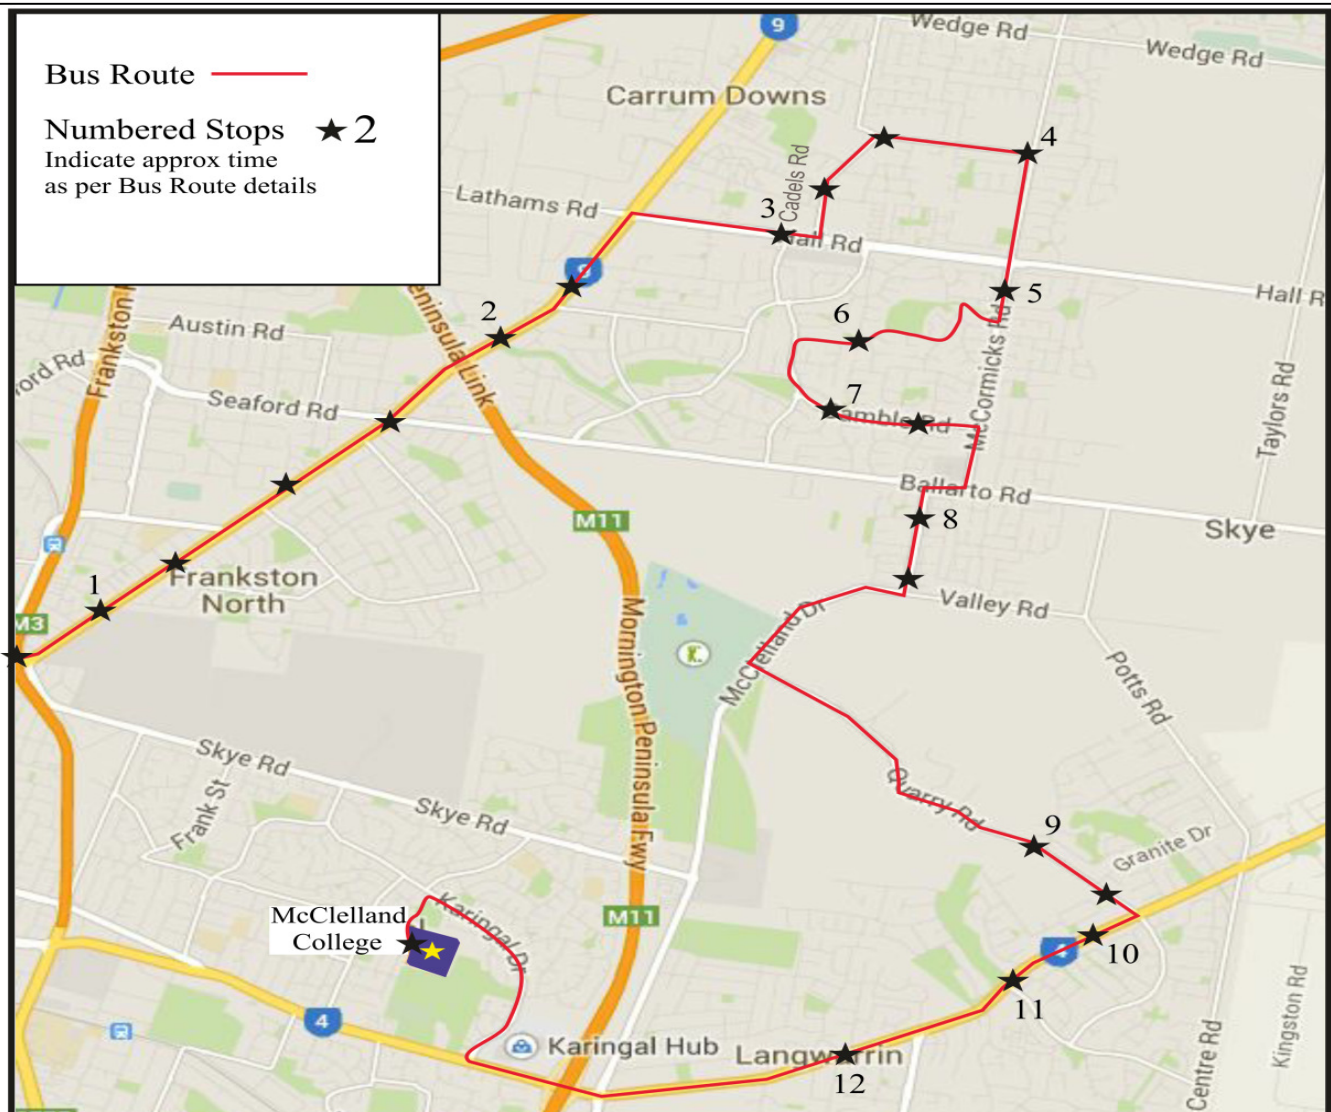 Bus Route
Numbered Stops ★ 2
Indicate approx time
as per Bus Route details
9
Wedge Rd
Wedge Rd
Carrum Downs
4
Cadels Rd
Lathams Rd
3
Hall Rd
Hall R
5
2
6
Austin Rd
Frankston
eninsula Link
McCormicks Rd
ford Rd
Seaford Rd
7
Taylors Rd
Ballarto Rd
M11
8
Skye
1
Frankston
North
Valley Rd
M3
McClelland Dr
Mornington Peninsula Fwy
Potts Rd
Skye Rd
Frank St
Skye Rd
Quarry Rd
9
Granite Dr
McClelland
College
Karingal Dr
M11
4
10
11
4
Karingal Hub
Langwarrin
12
Centre Rd
Kingston Rd